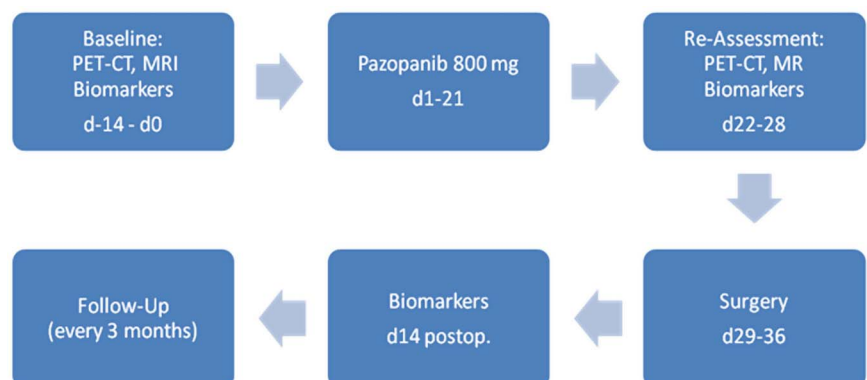 Baseline:
PET-CT, MRI
Biomarkers
d-14 - d0
Pazopanib 800 mg
d1-21
Re-Assessment:
PET-CT, MR
Biomarkers
d22-28
Surgery
d29-36
Biomarkers
d14 postop.
Follow-Up
(every 3 months)